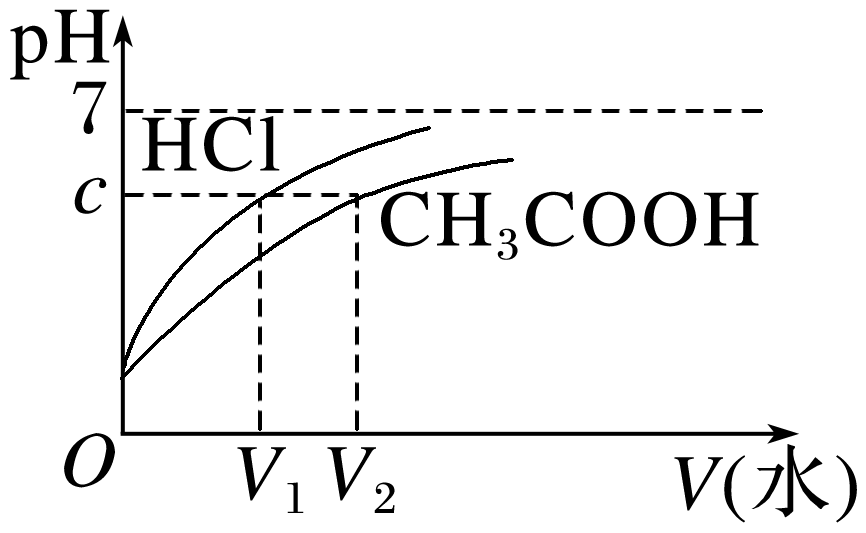 pH
7
HCl
c
CH₃COOH
O
V₁
V₂
V(水)